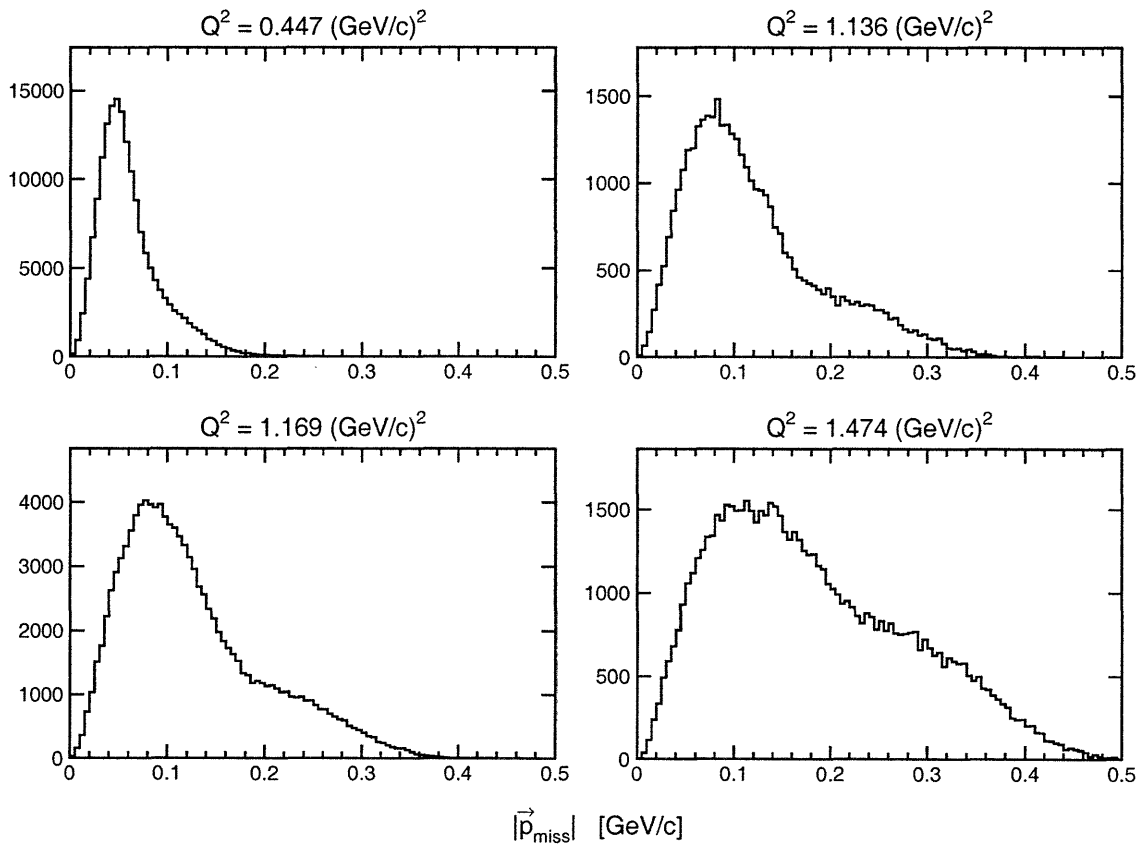 Q² = 0.447 (GeV/c)²
Q² = 1.136 (GeV/c)²
15000
10000
5000
0
0 0.1 0.2 0.3 0.4 0.5
1500
1000
500
0
0 0.1 0.2 0.3 0.4 0.5
Q² = 1.169 (GeV/c)²
Q² = 1.474 (GeV/c)²
4000
3000
2000
1000
0
0 0.1 0.2 0.3 0.4 0.5
1500
1000
500
0
0 0.1 0.2 0.3 0.4 0.5
|p⃗miss| [GeV/c]